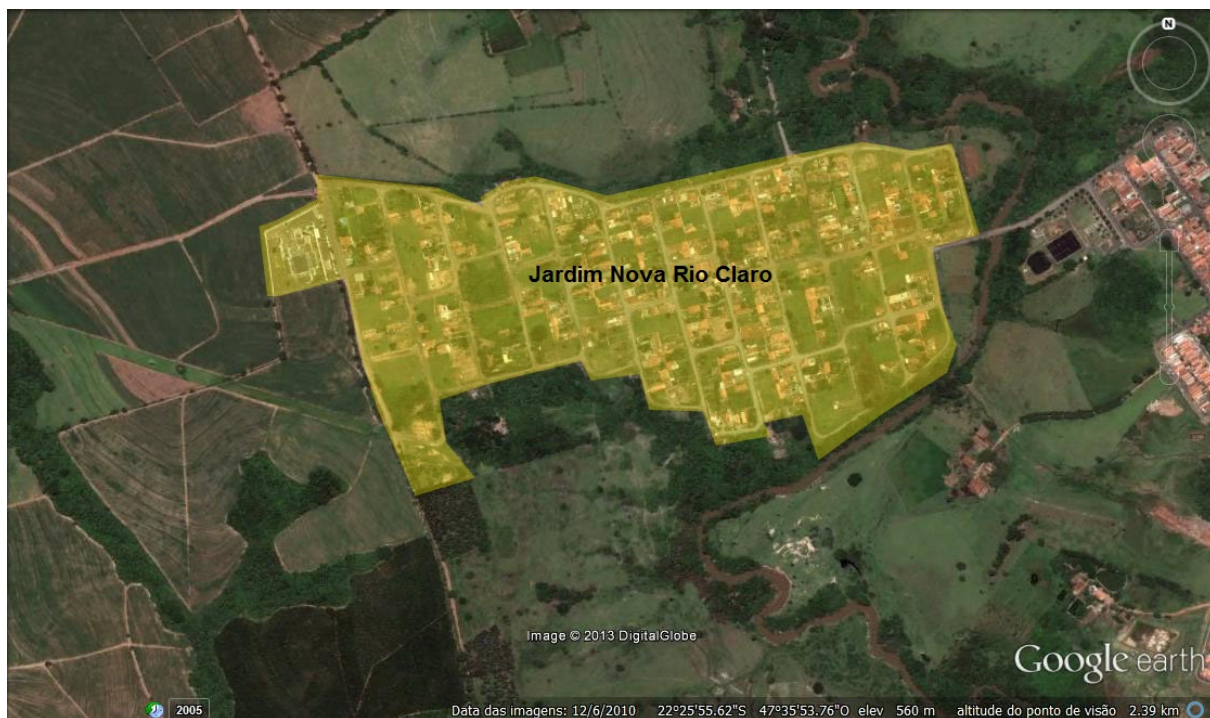 N
Jardim Nova Rio Claro
Image © 2013 DigitalGlobe
Google earth
2005
Data das imagens: 12/6/2010 22°25'55.62"S 47°35'53.76"O elev 560 m altitude do ponto de visão 2.39 km